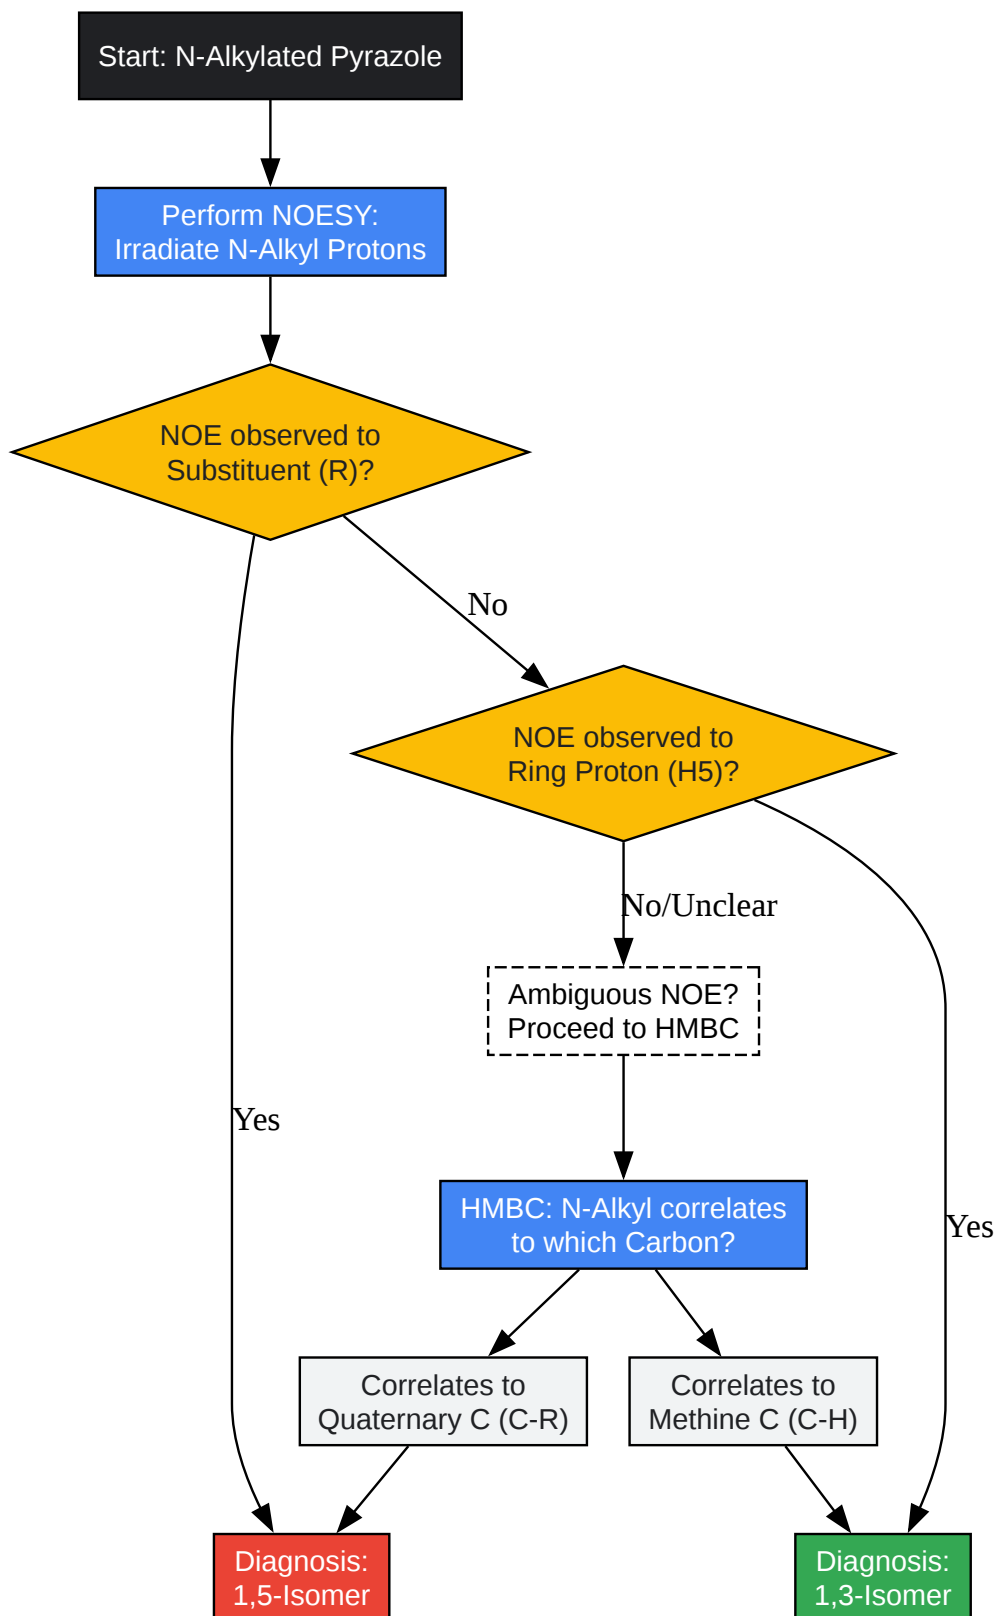 Start: N-Alkylated Pyrazole
Perform NOESY:
Irradiate N-Alkyl Protons
NOE observed to
Substituent (R)?
No
NOE observed to
Ring Proton (H5)?
No/Unclear
Ambiguous NOE?
Proceed to HMBC
Yes
HMBC: N-Alkyl correlates
to which Carbon?
Yes
Correlates to
Quaternary C (C-R)
Correlates to
Methine C (C-H)
Diagnosis:
1,5-Isomer
Diagnosis:
1,3-Isomer